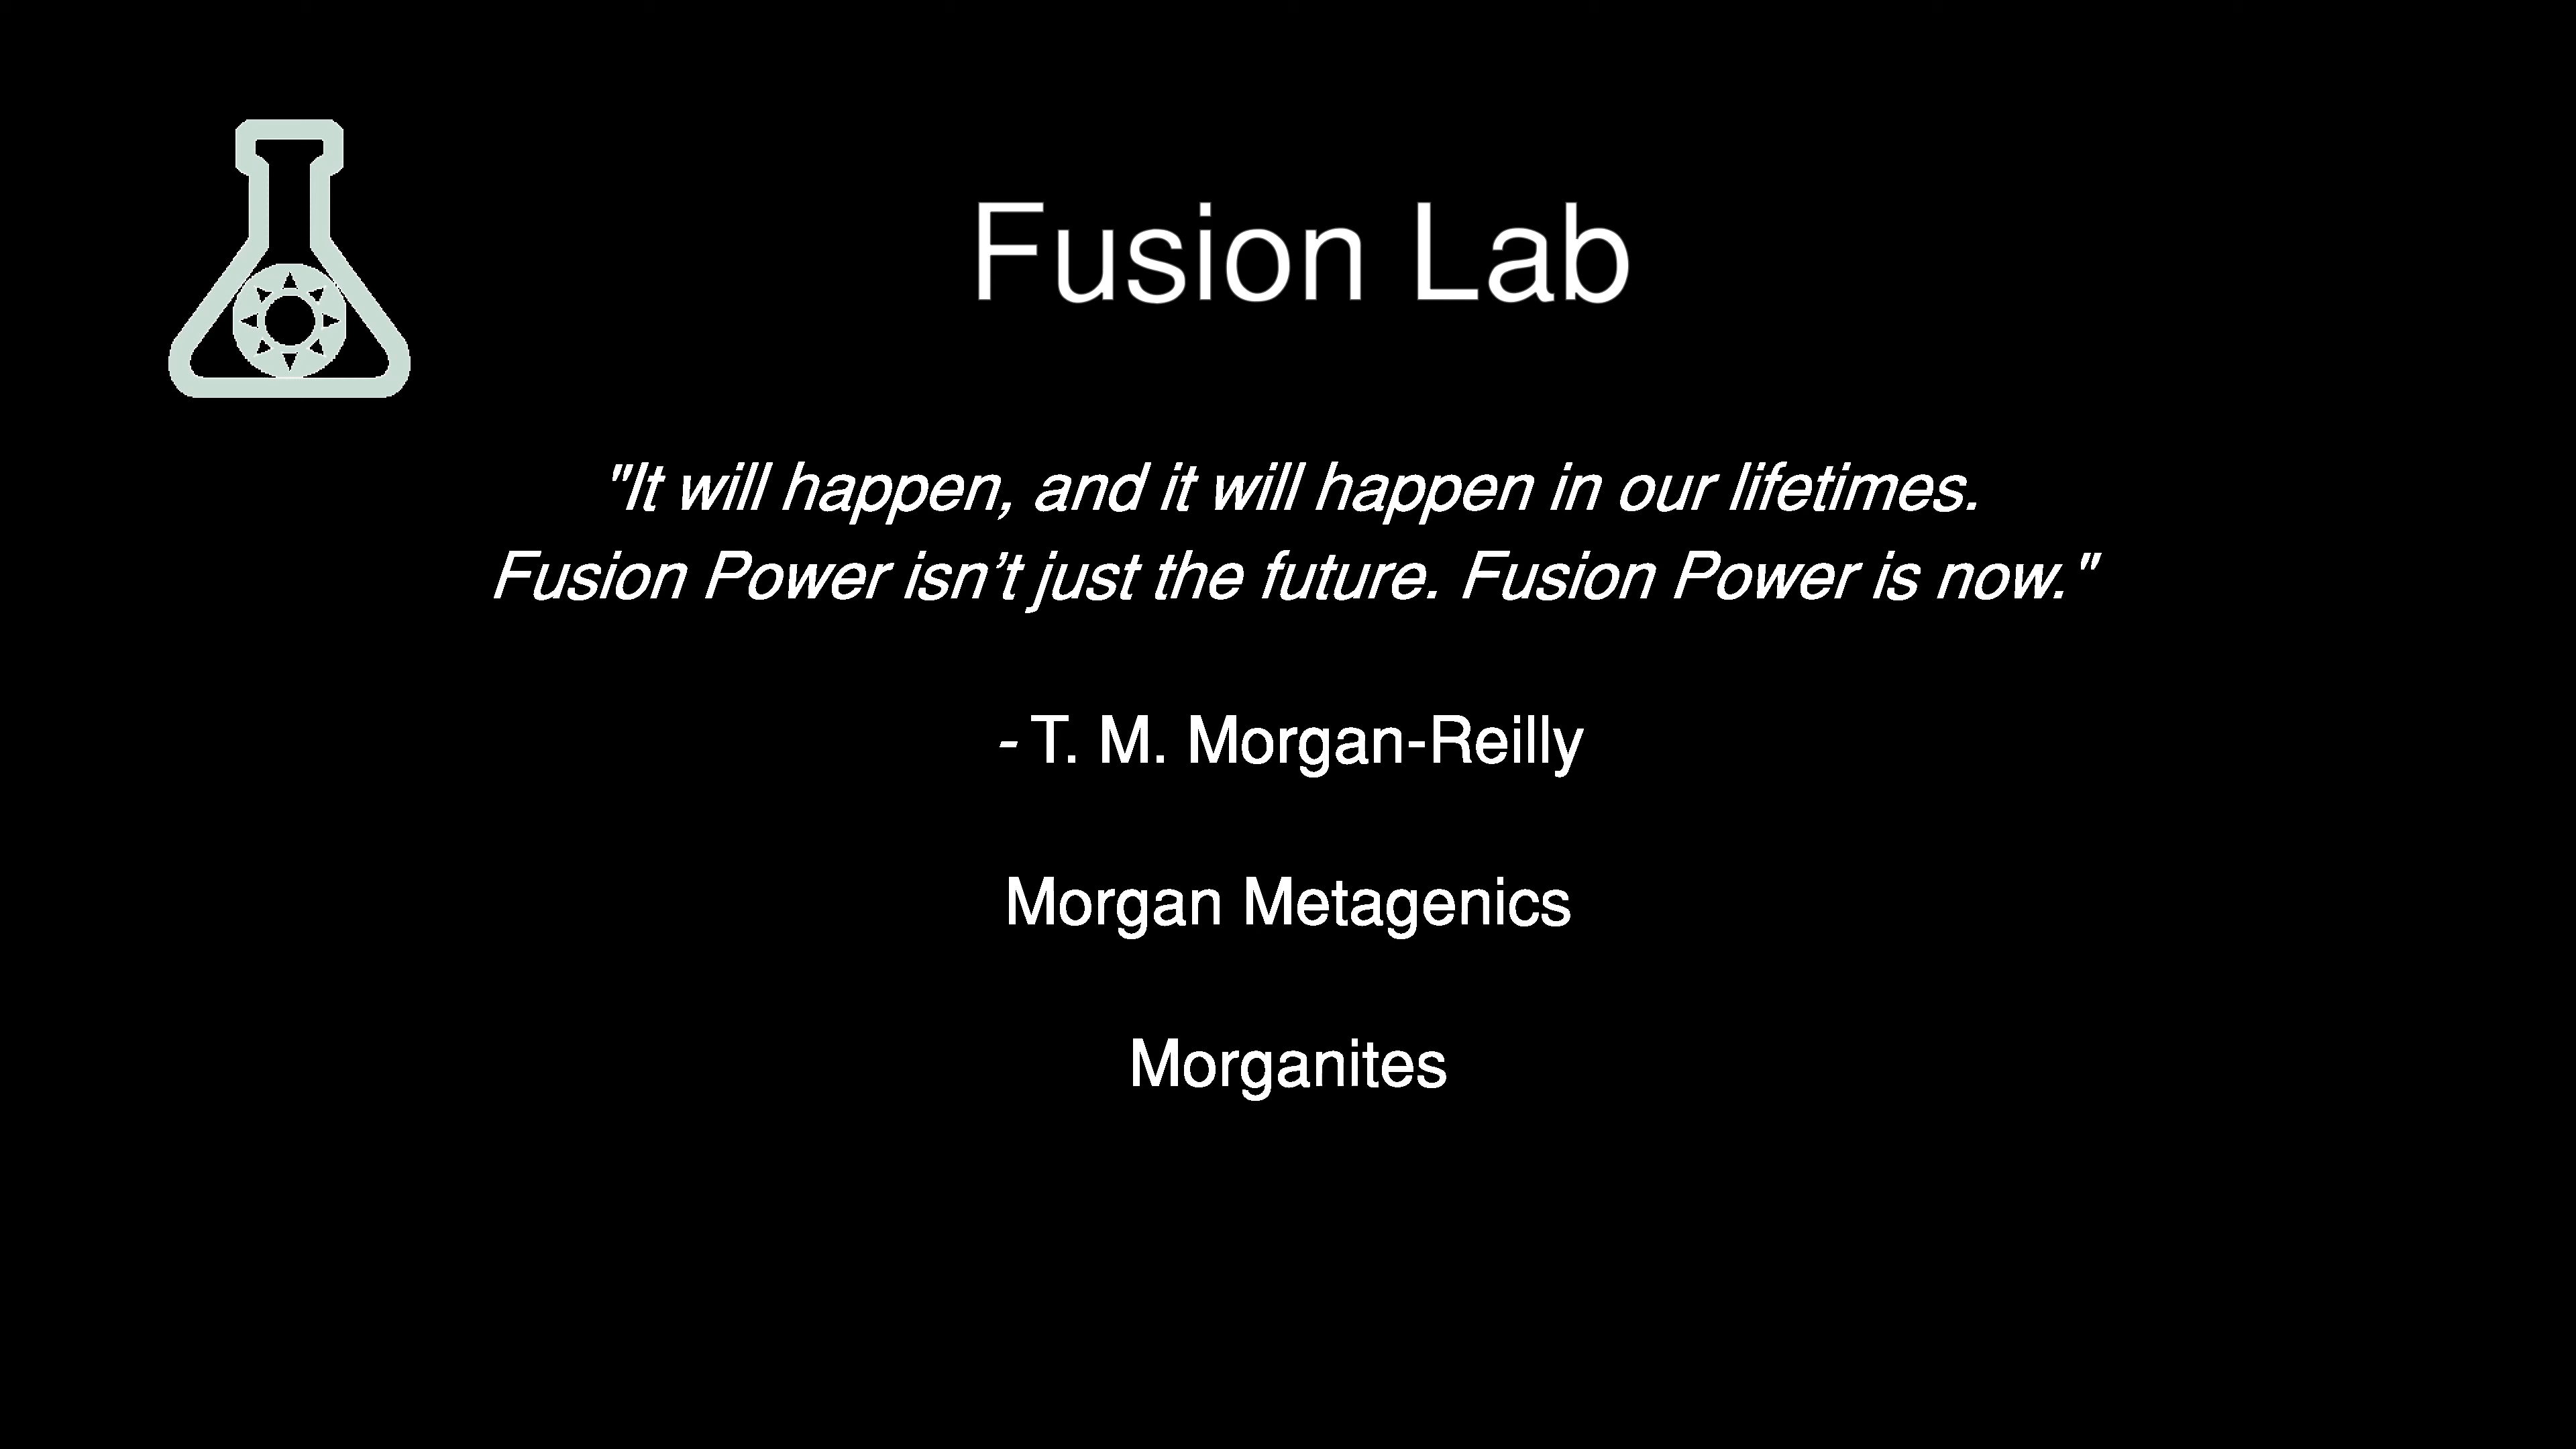 Fusion Lab
"It will happen, and it will happen in our lifetimes.
Fusion Power isn’t just the future. Fusion Power is now."
- T. M. Morgan-Reilly
Morgan Metagenics
Morganites